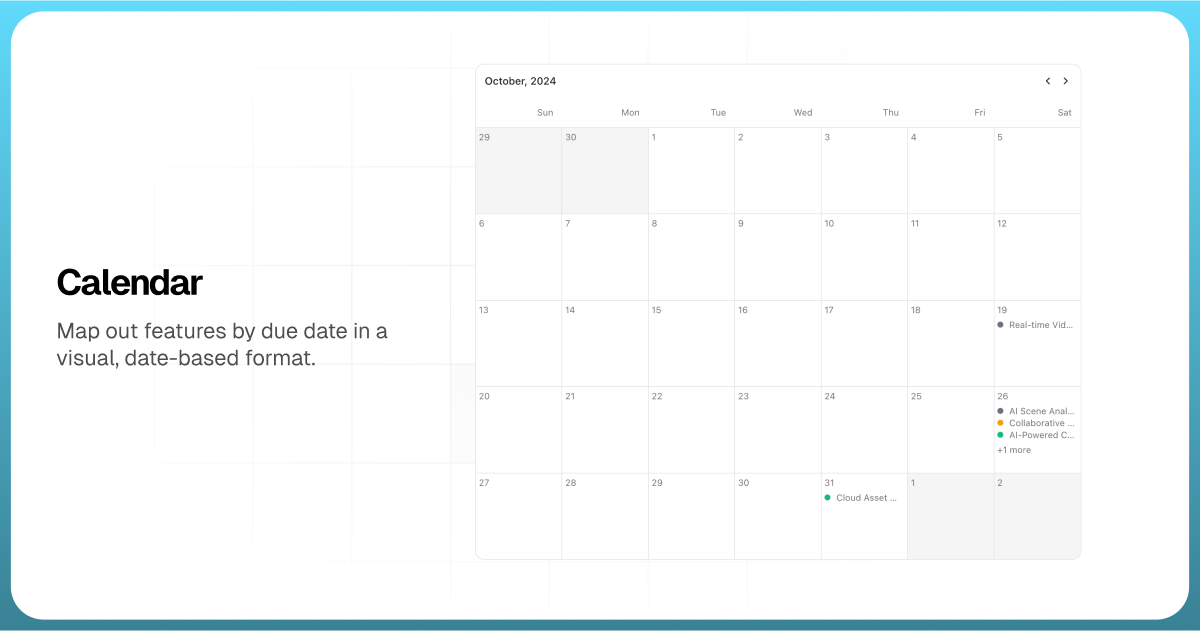 Calendar
Map out features by due date in a
visual, date-based format.
October, 2024
Sun Mon Tue Wed Thu Fri Sat
29 30 1 2 3 4 5
6 7 8 9 10 11 12
13 14 15 16 17 18 19
Real-time Vid...
20 21 22 23 24 25 26
AI Scene Anal...
Collaborative ...
AI-Powered C...
+1 more
27 28 29 30 31 1 2
Cloud Asset ...